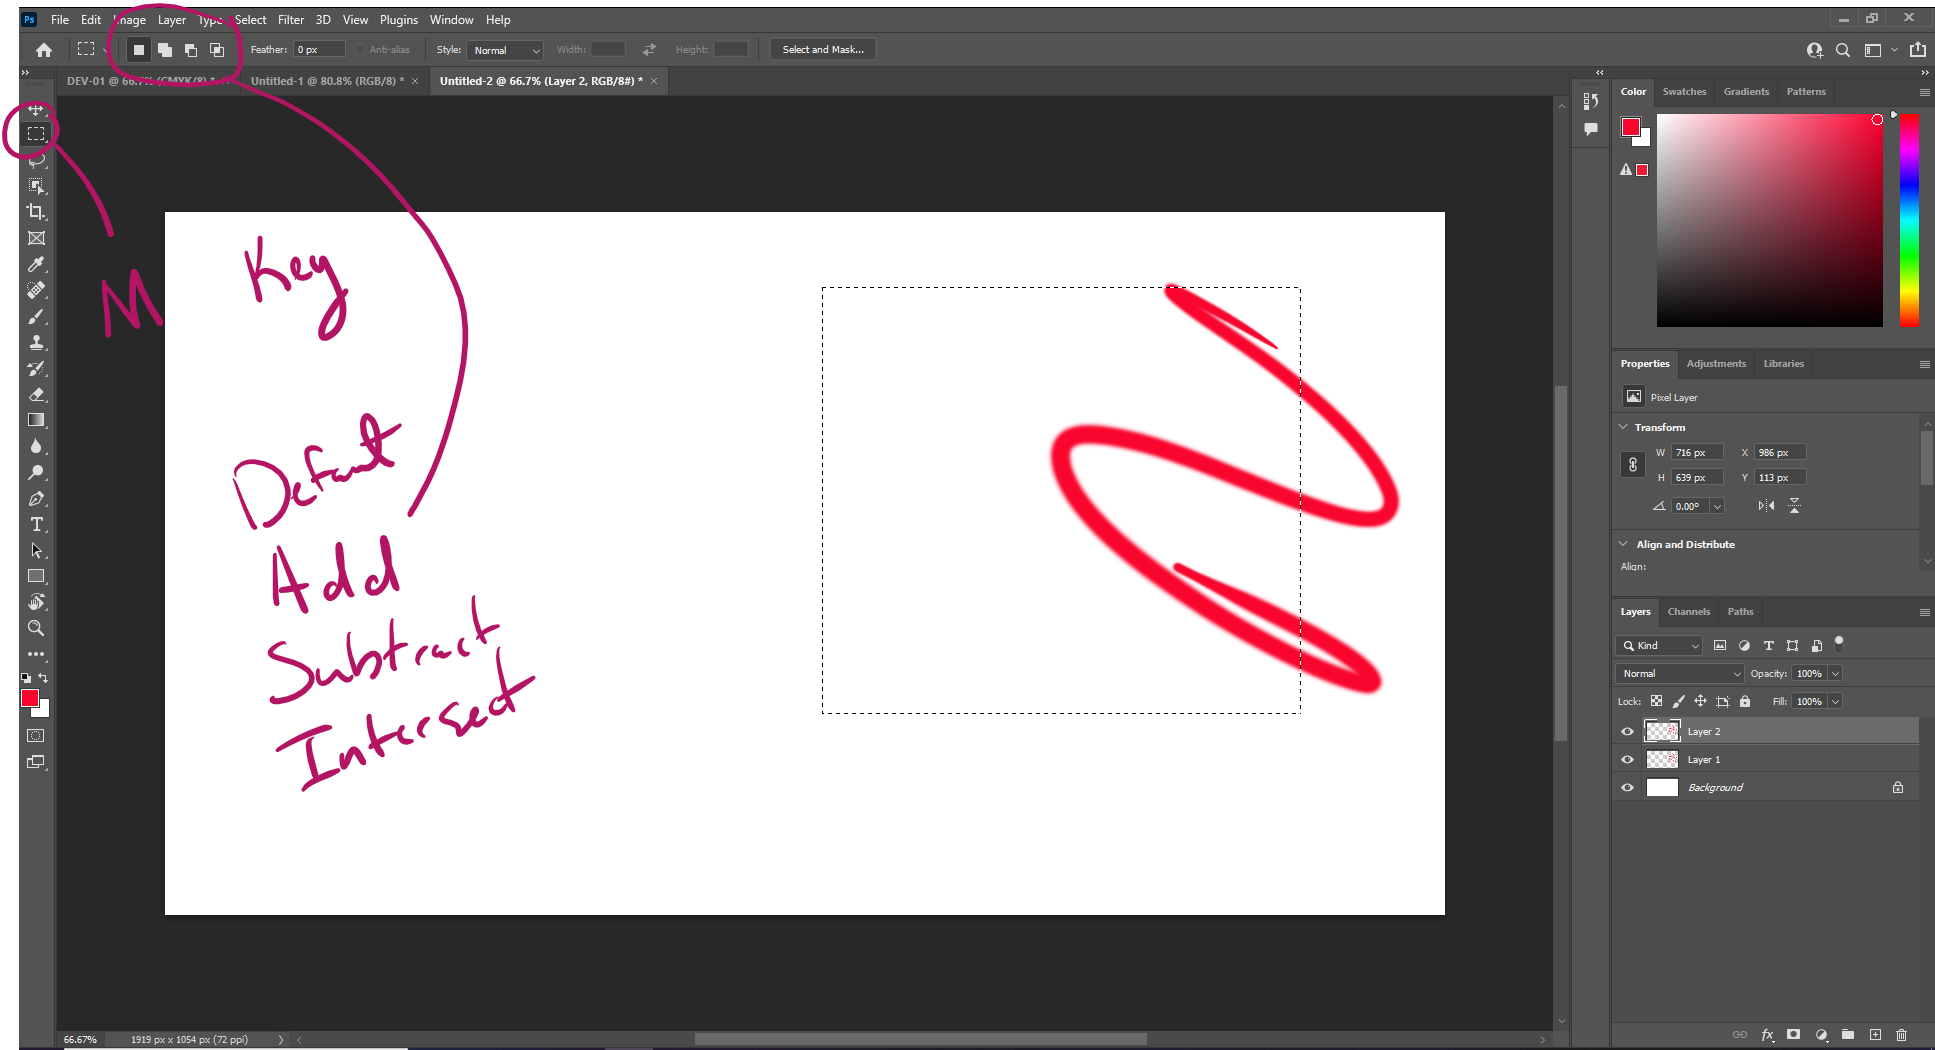 Ps File Edit Image Layer Type Select Filter 3D View Plugins Window Help
Feather: 0 px Anti-alias Style: Normal Width: Height: Select and Mask...
DEV-01 @ 66.7% (CMYK/8) * Untitled-1 @ 80.8% (RGB/8) * × Untitled-2 @ 66.7% (Layer 2, RGB/8#) * ×
Color Swatches Gradients Patterns
M
Key
Default
Add
Subtract
Intersect
Properties Adjustments Libraries
Pixel Layer
Transform
W 716 px X 986 px
H 639 px Y 113 px
0.00°
Align and Distribute
Align:
Layers Channels Paths
Kind
Normal Opacity: 100%
Lock: Fill: 100%
Layer 2
Layer 1
Background
66.67% 1919 px x 1054 px (72 ppi)